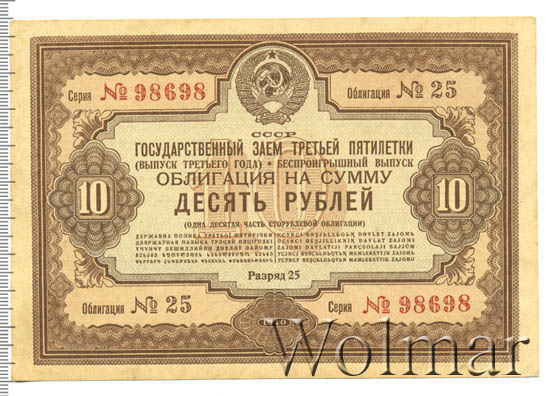 Серия № 98698 Облигация № 25
СССР
ГОСУДАРСТВЕННЫЙ ЗАЕМ ТРЕТЬЕЙ ПЯТИЛЕТКИ
(ВЫПУСК ТРЕТЬЕГО ГОДА) * БЕСПРОИГРЫШНЫЙ ВЫПУСК
ОБЛИГАЦИЯ НА СУММУ
10 ДЕСЯТЬ РУБЛЕЙ 10
(ОДНА ДЕСЯТАЯ ЧАСТЬ СТОРУБЛЕВОЙ ОБЛИГАЦИИ)
Разряд 25
Облигация № 25 Серия № 98698
1940
Wolmar